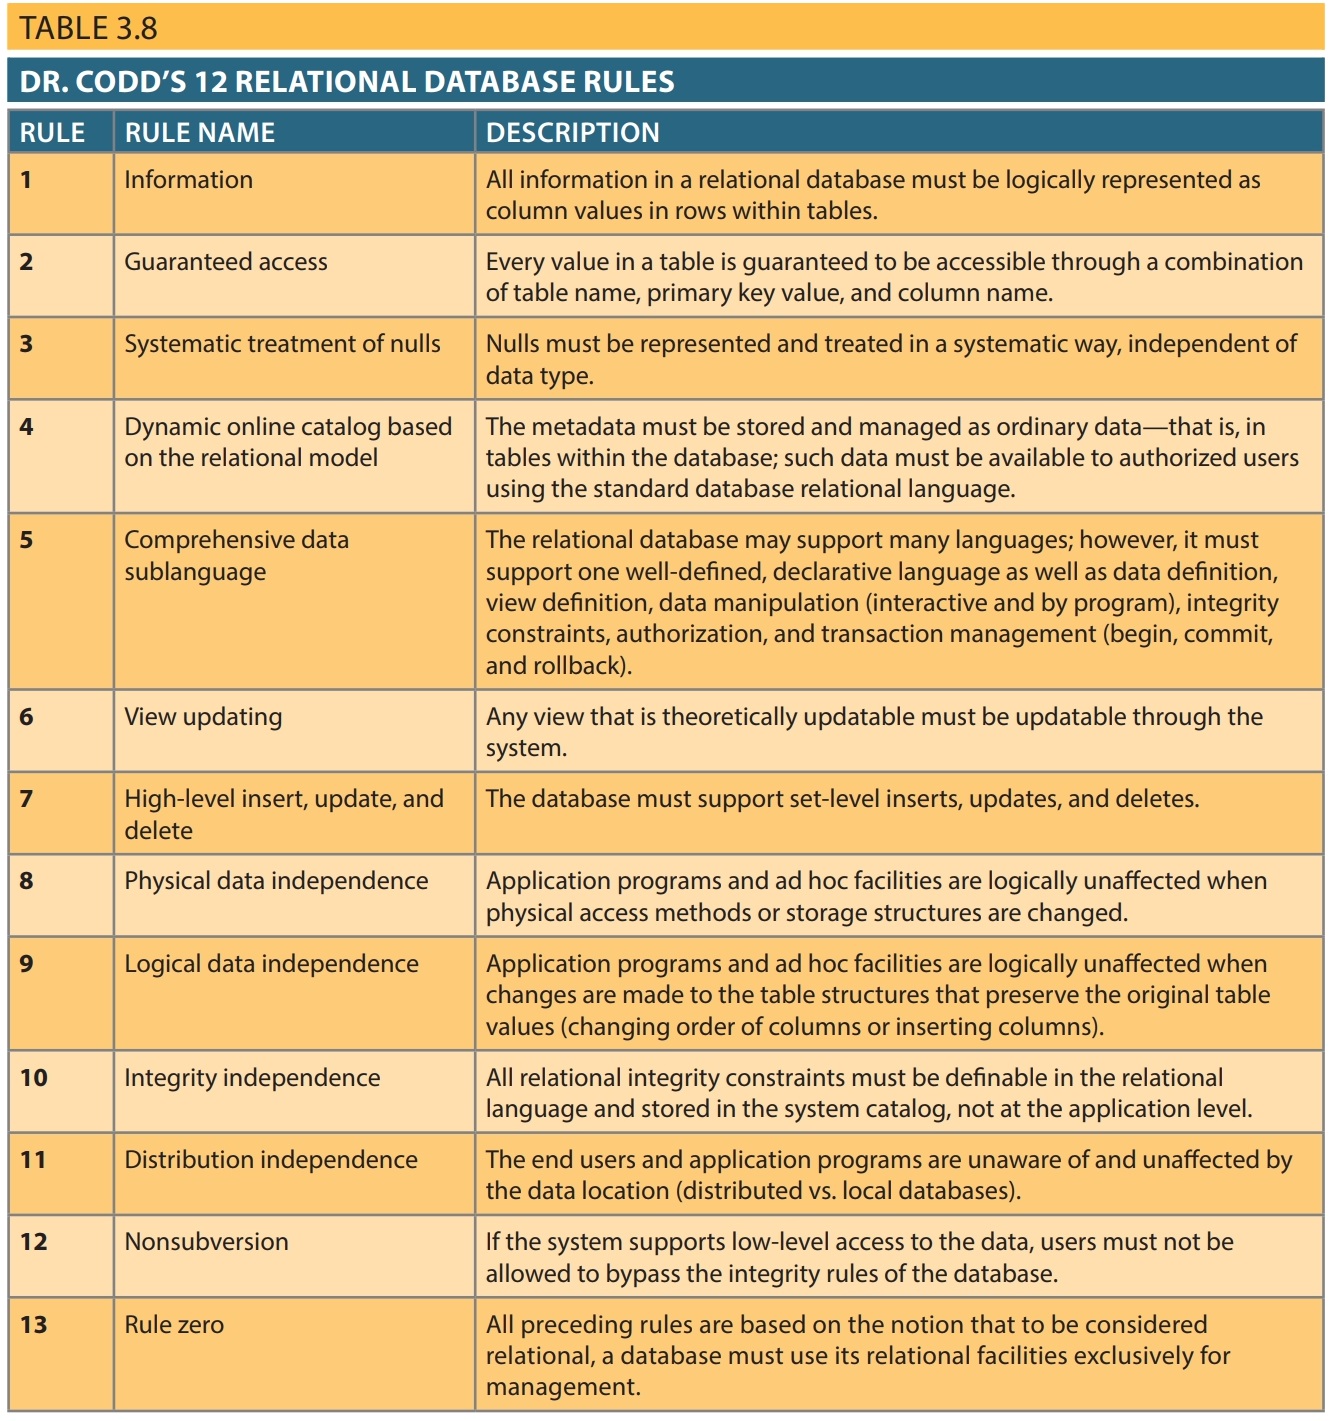 TABLE 3.8
DR. CODD'S 12 RELATIONAL DATABASE RULES
RULE RULE NAME DESCRIPTION
1 Information All information in a relational database must be logically represented as
column values in rows within tables.
2 Guaranteed access Every value in a table is guaranteed to be accessible through a combination
of table name, primary key value, and column name.
3 Systematic treatment of nulls Nulls must be represented and treated in a systematic way, independent of
data type.
4 Dynamic online catalog based The metadata must be stored and managed as ordinary data—that is, in
on the relational model tables within the database; such data must be available to authorized users
using the standard database relational language.
5 Comprehensive data The relational database may support many languages; however, it must
sublanguage support one well-defined, declarative language as well as data definition,
view definition, data manipulation (interactive and by program), integrity
constraints, authorization, and transaction management (begin, commit,
and rollback).
6 View updating Any view that is theoretically updatable must be updatable through the
system.
7 High-level insert, update, and The database must support set-level inserts, updates, and deletes.
delete
8 Physical data independence Application programs and ad hoc facilities are logically unaffected when
physical access methods or storage structures are changed.
9 Logical data independence Application programs and ad hoc facilities are logically unaffected when
changes are made to the table structures that preserve the original table
values (changing order of columns or inserting columns).
10 Integrity independence All relational integrity constraints must be definable in the relational
language and stored in the system catalog, not at the application level.
11 Distribution independence The end users and application programs are unaware of and unaffected by
the data location (distributed vs. local databases).
12 Nonsubversion If the system supports low-level access to the data, users must not be
allowed to bypass the integrity rules of the database.
13 Rule zero All preceding rules are based on the notion that to be considered
relational, a database must use its relational facilities exclusively for
management.